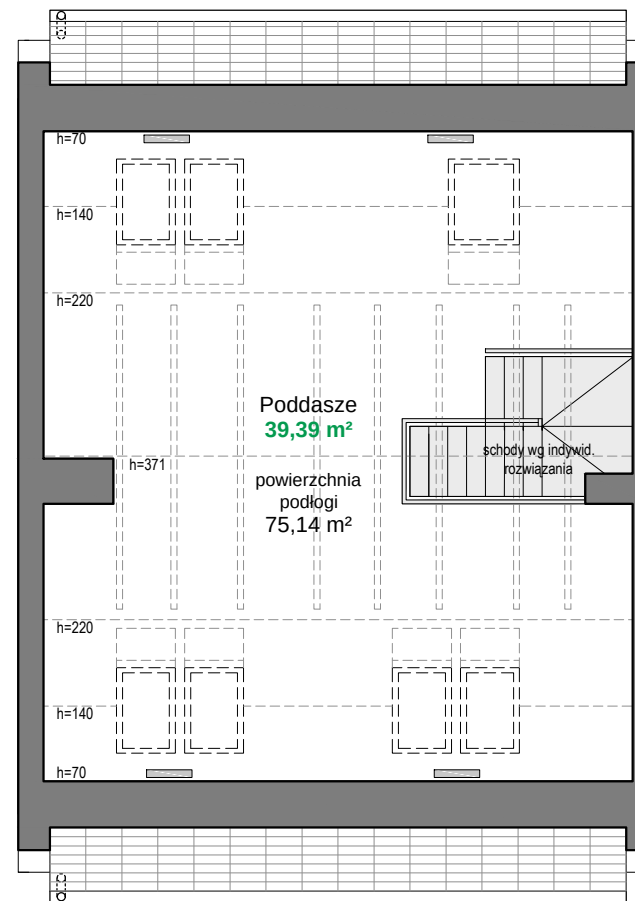 h=70
h=140
h=220
Poddasze
39,39 m²
h=371
schody wg indywid.
rozwiązania
powierzchnia
podłogi
75,14 m²
h=220
h=140
h=70